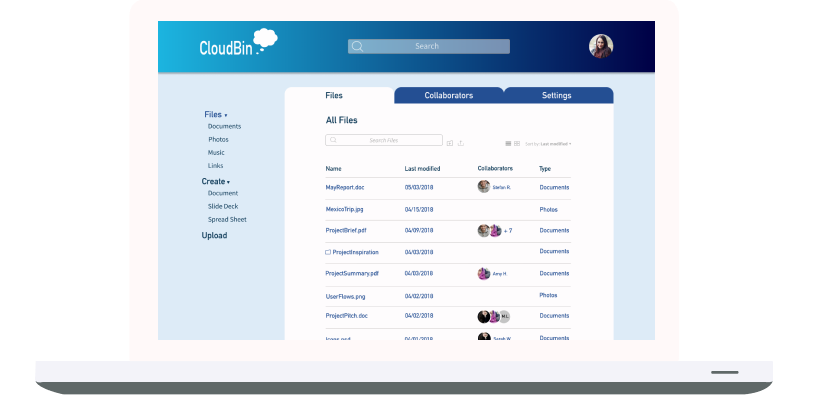 CloudBin
Search
Files Collaborators Settings
Files
Documents
Photos
Music
Links
Create
Document
Slide Deck
Spread Sheet
Upload
All Files
Search Files
Sort by: Last modified
Name Last modified Collaborators Type
MayReport.doc 05/03/2018 Stefan R. Documents
MexicoTrip.jpg 04/15/2018 Photos
ProjectBrief.pdf 04/09/2018 + 7 Documents
ProjectInspiration 04/03/2018 Documents
ProjectSummary.pdf 04/03/2018 Amy H. Documents
UserFlows.png 04/02/2018 Photos
ProjectPitch.doc 04/02/2018 Documents
04/01/2018 Sarah W. Documents